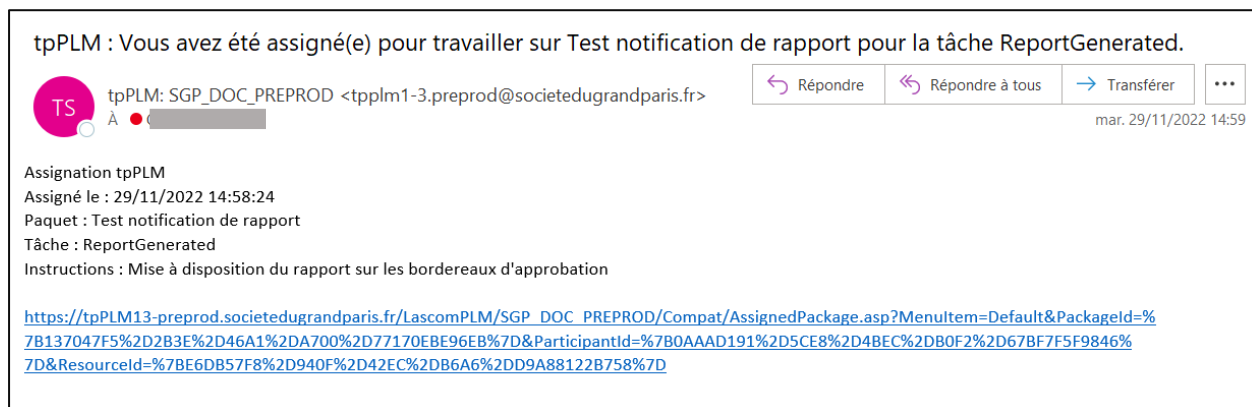 tpPLM : Vous avez été assigné(e) pour travailler sur Test notification de rapport pour la tâche ReportGenerated.
Répondre Répondre à tous Transférer ...
TS
tpPLM: SGP_DOC_PREPROD <tpplm1-3.preprod@societedugrandparis.fr>
À
mar. 29/11/2022 14:59
Assignation tpPLM
Assigné le : 29/11/2022 14:58:24
Paquet : Test notification de rapport
Tâche : ReportGenerated
Instructions : Mise à disposition du rapport sur les bordereaux d'approbation
https://tpPLM13-preprod.societedugrandparis.fr/LascomPLM/SGP_DOC_PREPROD/Compat/AssignedPackage.asp?MenuItem=Default&PackageId=%
7B137047F5%2D2B3E%2D46A1%2DA700%2D77170EBE96EB%7D&ParticipantId=%7B0AAAD191%2D5CE8%2D4BEC%2DB0F2%2D67BF7F5F9846%
7D&ResourceId=%7BE6DB57F8%2D940F%2D42EC%2DB6A6%2DD9A88122B758%7D